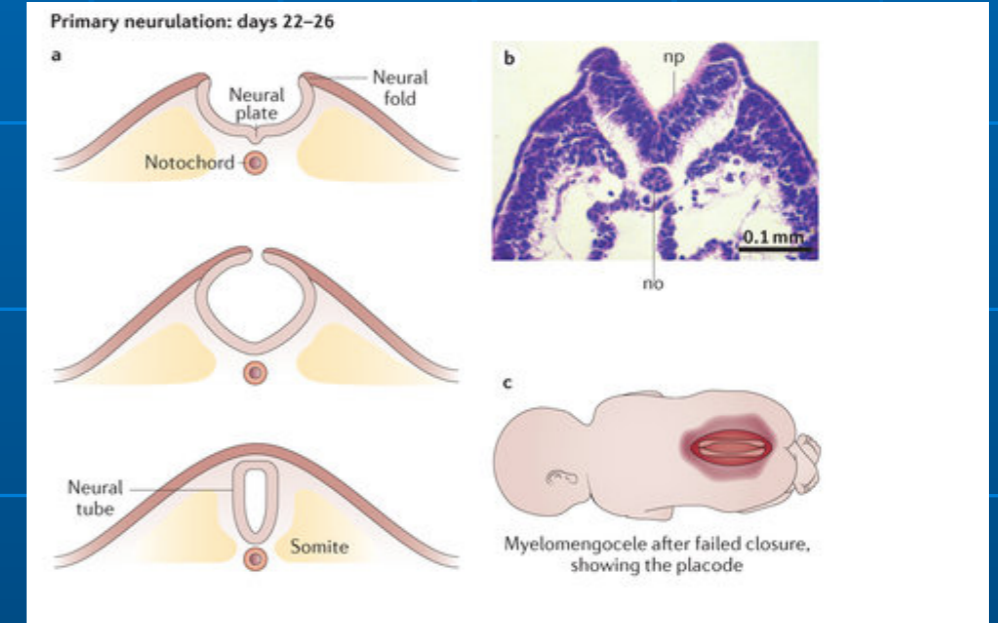 Primary neurulation: days 22–26
a
Neural
fold
Neural
plate
Notochord
Neural
tube
Somite
b
np
0.1 mm
no
c
Myelomengocele after failed closure,
showing the placode